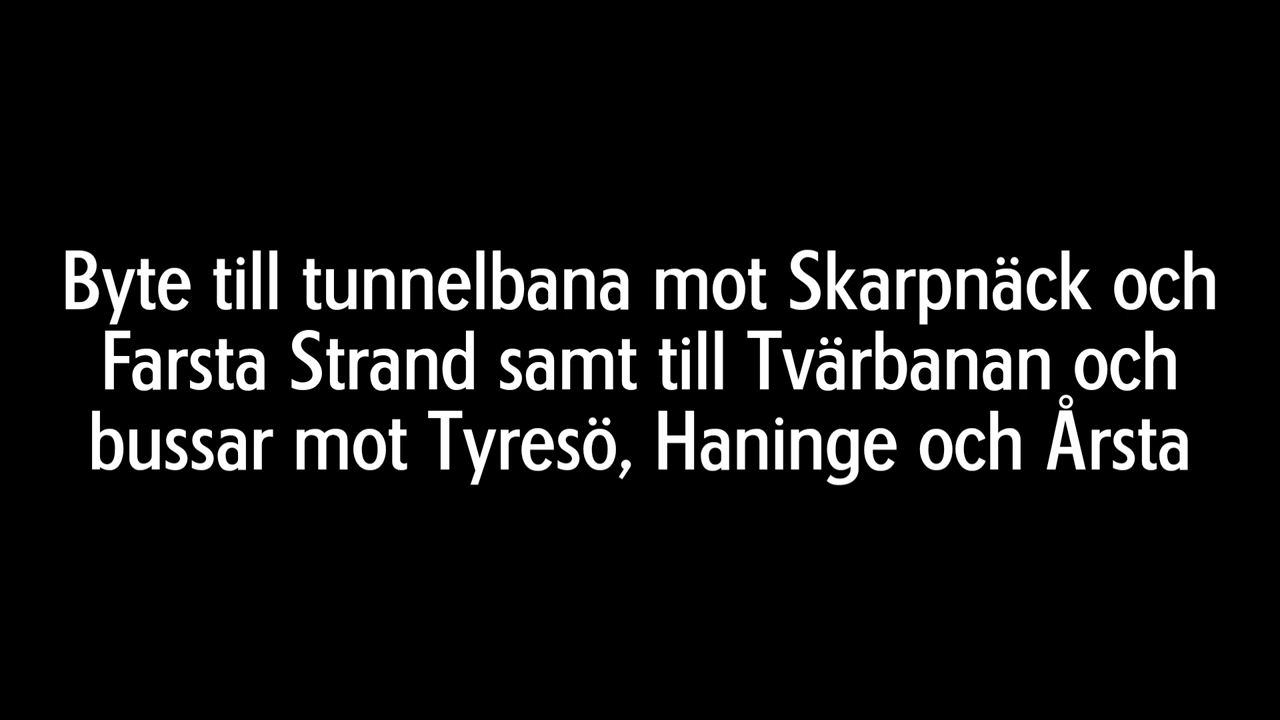 Byte till tunnelbana mot Skarpnäck och
Farsta Strand samt till Tvärbanan och
bussar mot Tyresö, Haninge och Årsta